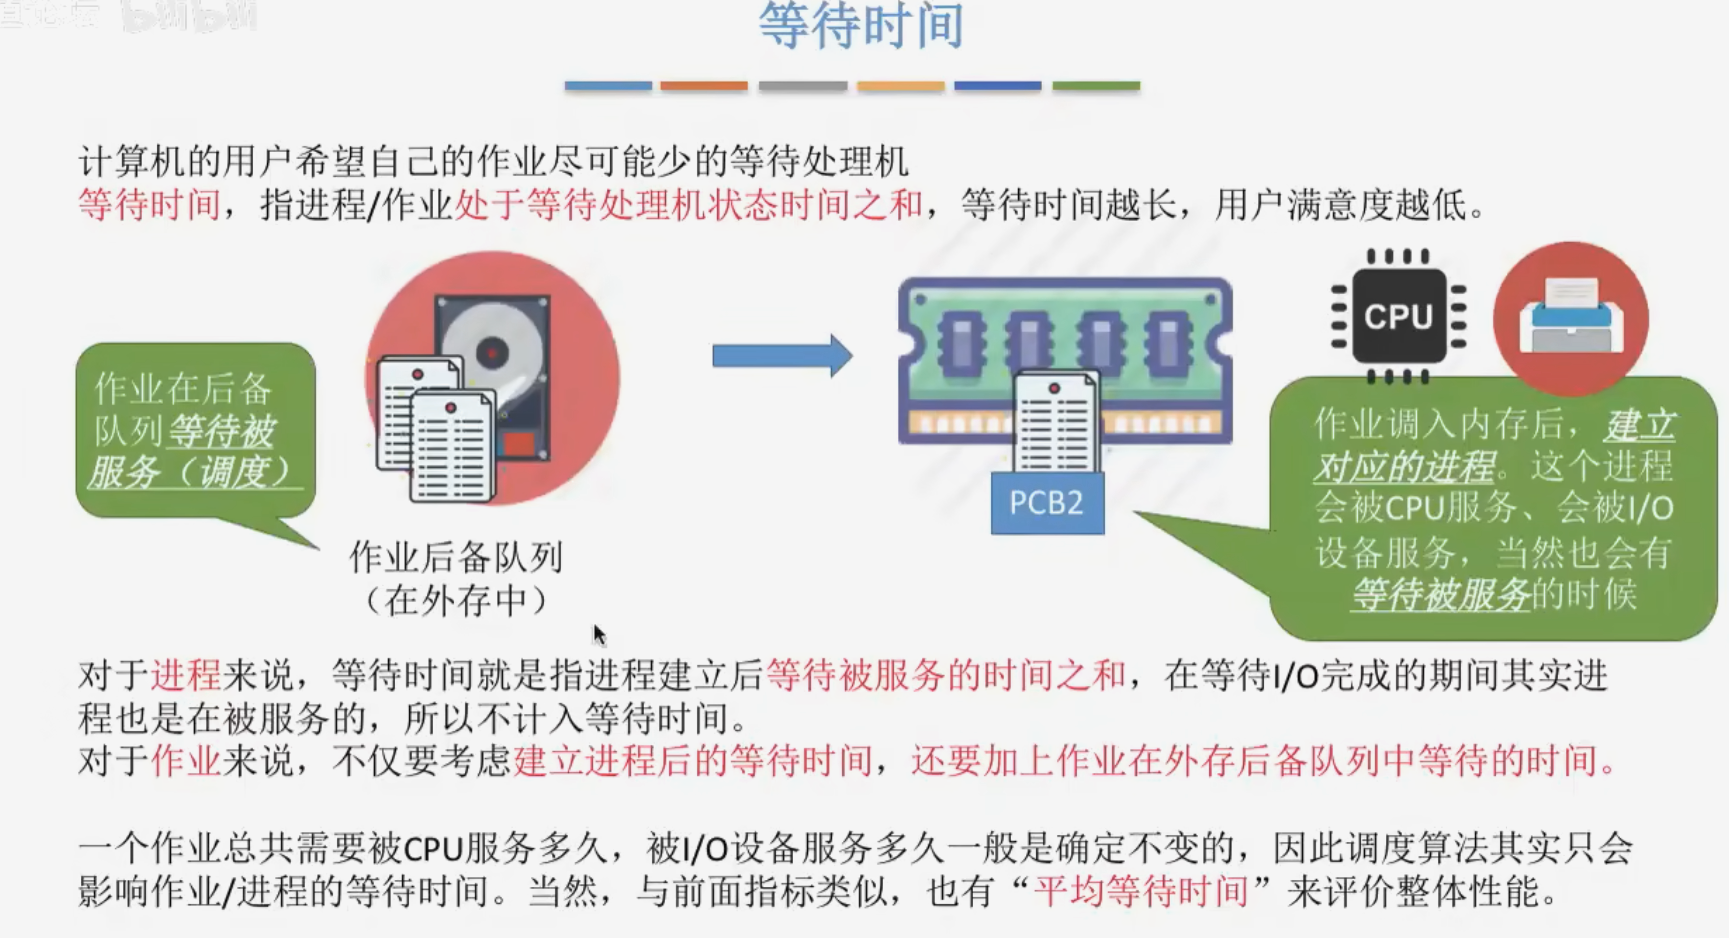 等待时间
计算机的用户希望自己的作业尽可能少的等待处理机
等待时间，指进程/作业处于等待处理机状态时间之和，等待时间越长，用户满意度越低。
作业在后备
队列等待被
服务（调度）
作业后备队列
（在外存中）
PCB2
CPU
作业调入内存后，建立
对应的进程。这个进程
会被CPU服务、会被I/O
设备服务，当然也会有
等待被服务的时候
对于进程来说，等待时间就是指进程建立后等待被服务的时间之和，在等待I/O完成的期间其实进
程也是在被服务的，所以不计入等待时间。
对于作业来说，不仅要考虑建立进程后的等待时间，还要加上作业在外存后备队列中等待的时间。
一个作业总共需要被CPU服务多久，被I/O设备服务多久一般是确定不变的，因此调度算法其实只会
影响作业/进程的等待时间。当然，与前面指标类似，也有“平均等待时间”来评价整体性能。